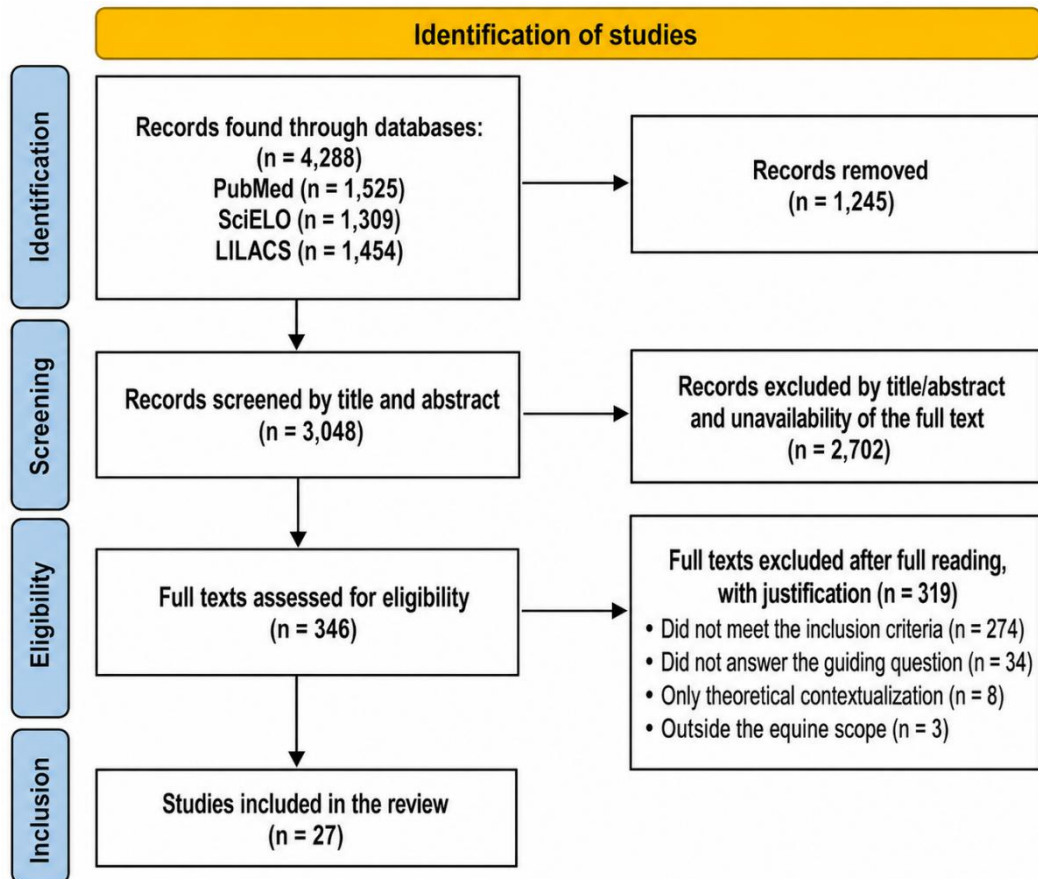 Identification of studies
Identification
Records found through databases:
(n = 4,288)
PubMed (n = 1,525)
SciELO (n = 1,309)
LILACS (n = 1,454)
Records removed
(n = 1,245)
Screening
Records screened by title and abstract
(n = 3,048)
Records excluded by title/abstract
and unavailability of the full text
(n = 2,702)
Eligibility
Full texts assessed for eligibility
(n = 346)
Full texts excluded after full reading,
with justification (n = 319)
• Did not meet the inclusion criteria (n = 274)
• Did not answer the guiding question (n = 34)
• Only theoretical contextualization (n = 8)
• Outside the equine scope (n = 3)
Inclusion
Studies included in the review
(n = 27)